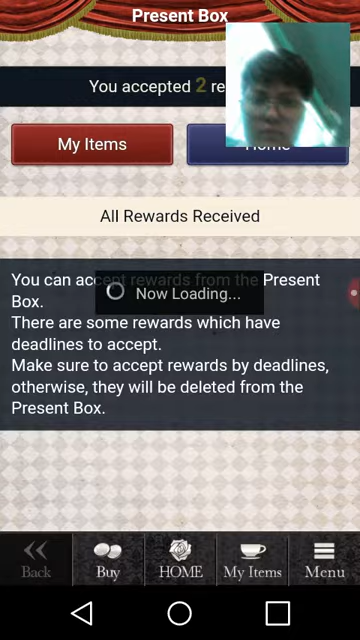 Present Box
You accepted 2 re
My Items
Home
All Rewards Received
You can accept rewards from the Present
Box.
Now Loading...
There are some rewards which have
deadlines to accept.
Make sure to accept rewards by deadlines,
otherwise, they will be deleted from the
Present Box.
Back
Buy
HOME
My Items
Menu